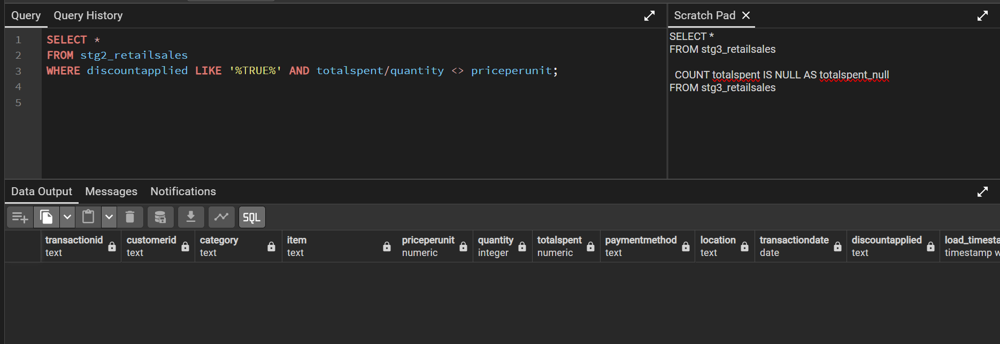 Query Query History
Scratch Pad
1 SELECT *
2 FROM stg2_retailsales
3 WHERE discountapplied LIKE '%TRUE%' AND totalspent/quantity <> priceperunit;
4
5
SELECT *
FROM stg3_retailsales
COUNT totalspent IS NULL AS totalspent_null
FROM stg3_retailsales
Data Output Messages Notifications
SQL
transactionid customerid category item priceperunit quantity totalspent paymentmethod location transactiondate discountapplied load_timesta
text text text text numeric integer numeric text text date text timestamp w